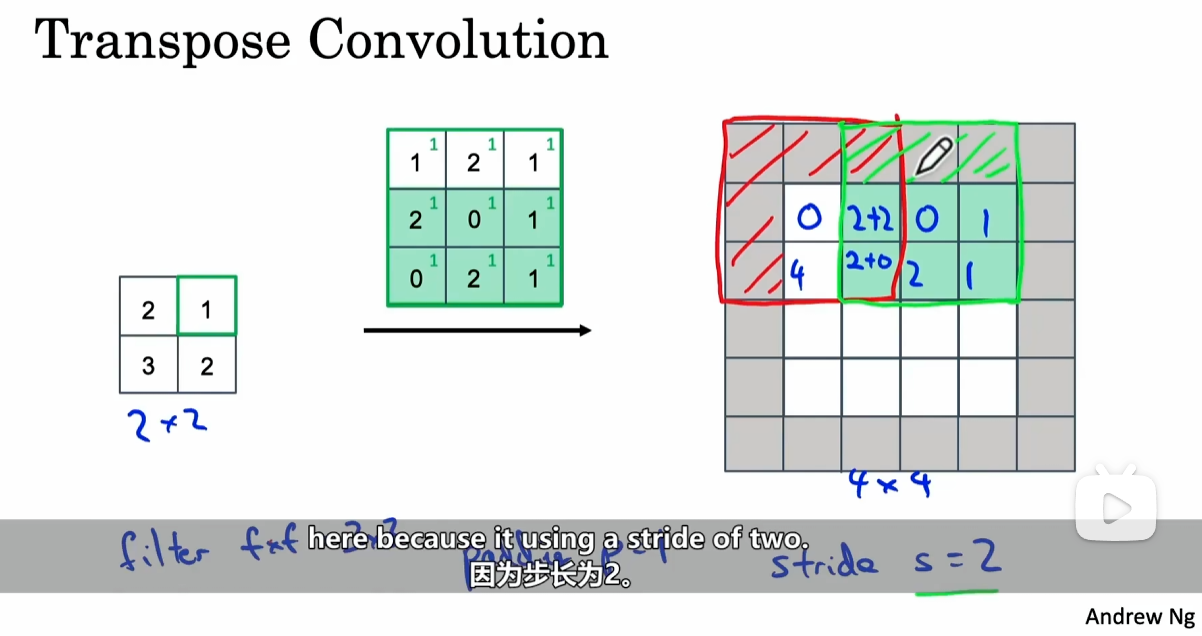 Transpose Convolution
1 1 2 1 1 1
2 1 0 1 1 1
0 1 2 1 1 1
2 1
3 2
2 × 2
0 2+2 0 1
4 2+0 2 1
4 × 4
filter f×f 3×3 padding p=1 stride s = 2
here because it using a stride of two.
因为步长为2。
Andrew Ng